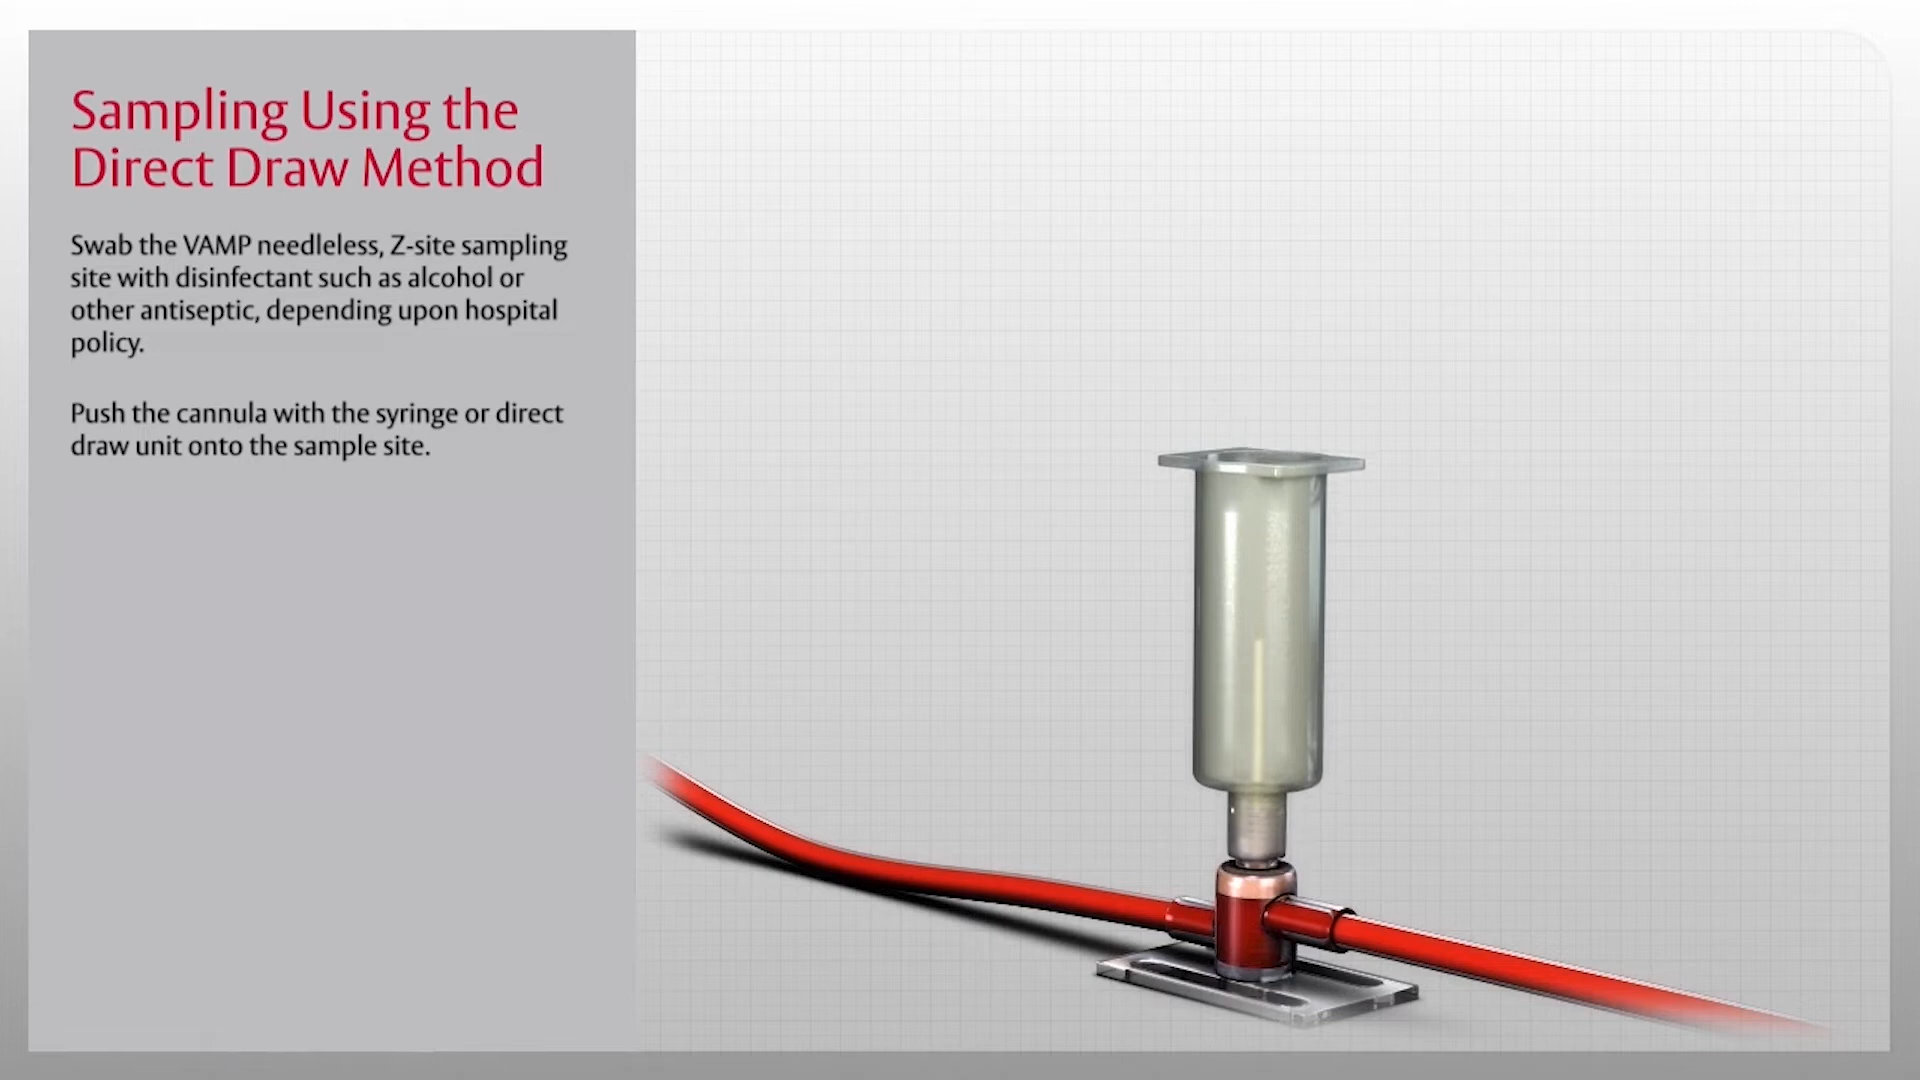 Sampling Using the
Direct Draw Method
Swab the VAMP needleless, Z-site sampling
site with disinfectant such as alcohol or
other antiseptic, depending upon hospital
policy.
Push the cannula with the syringe or direct
draw unit onto the sample site.